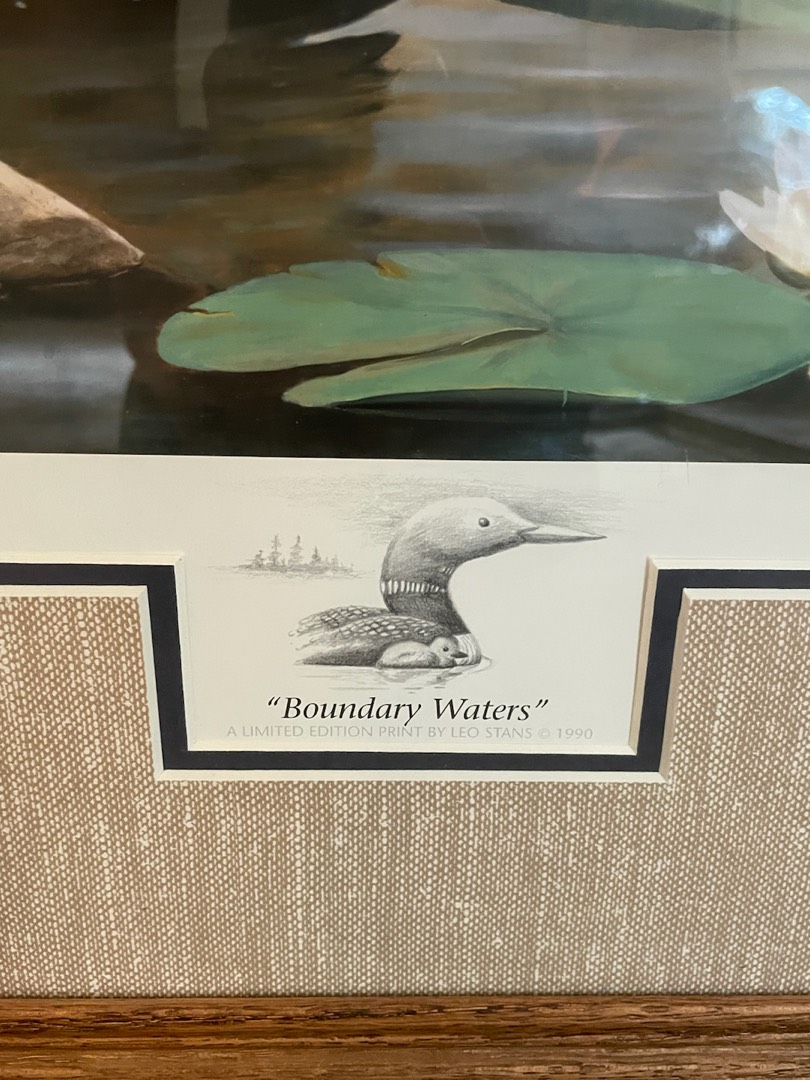 “Boundary Waters”
A LIMITED EDITION PRINT BY LEO STANS © 1990